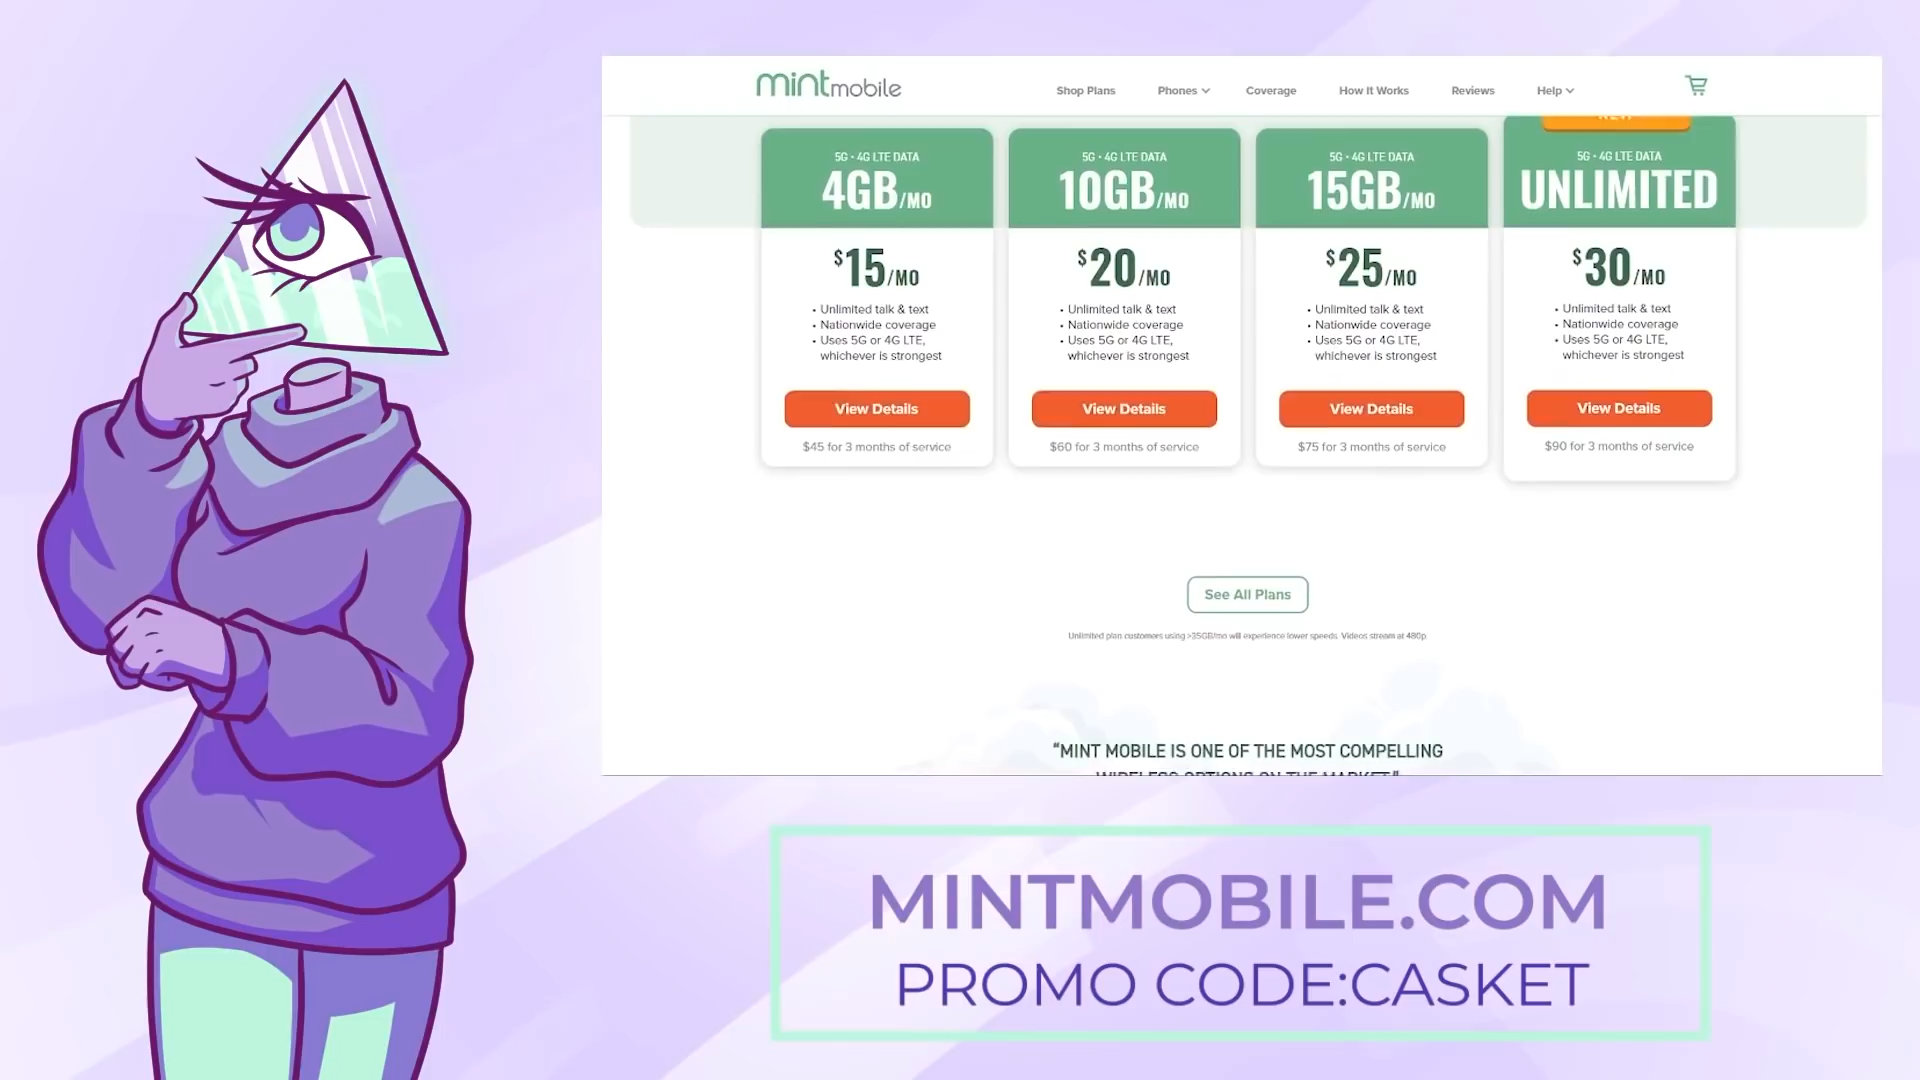 mintmobile
Shop Plans
Phones
Coverage
How It Works
Reviews
Help
5G • 4G LTE DATA
4GB/MO
$15/MO
• Unlimited talk & text
• Nationwide coverage
• Uses 5G or 4G LTE,
whichever is strongest
View Details
$45 for 3 months of service
5G • 4G LTE DATA
10GB/MO
$20/MO
• Unlimited talk & text
• Nationwide coverage
• Uses 5G or 4G LTE,
whichever is strongest
View Details
$60 for 3 months of service
5G • 4G LTE DATA
15GB/MO
$25/MO
• Unlimited talk & text
• Nationwide coverage
• Uses 5G or 4G LTE,
whichever is strongest
View Details
$75 for 3 months of service
5G • 4G LTE DATA
UNLIMITED
$30/MO
• Unlimited talk & text
• Nationwide coverage
• Uses 5G or 4G LTE,
whichever is strongest
View Details
$90 for 3 months of service
See All Plans
Unlimited plan customers using >35GB/mo will experience lower speeds. Videos stream at 480p.
“MINT MOBILE IS ONE OF THE MOST COMPELLING
WIRELESS OPTIONS ON THE MARKET”
MINTMOBILE.COM
PROMO CODE:CASKET